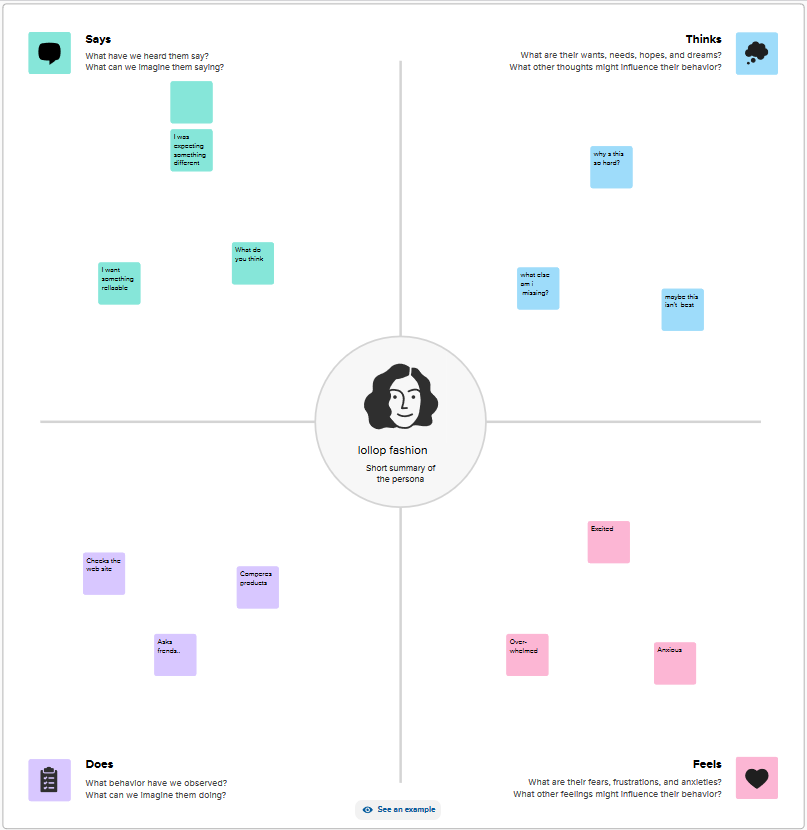 Says
What have we heard them say?
What can we imagine them saying?
I was
expecting
something
different
What do
you think
I want
something
reliaable
Thinks
What are their wants, needs, hopes, and dreams?
What other thoughts might influence their behavior?
why s this
so hard?
what else
am i
missing?
maybe this
isn't best
lollop fashion
Short summary of
the persona
Checks the
web site
Comperes
products
Asks
frends..
Does
What behavior have we observed?
What can we imagine them doing?
Excited
Over-
whelmed
Anxious
Feels
What are their fears, frustrations, and anxieties?
What other feelings might influence their behavior?
See an example